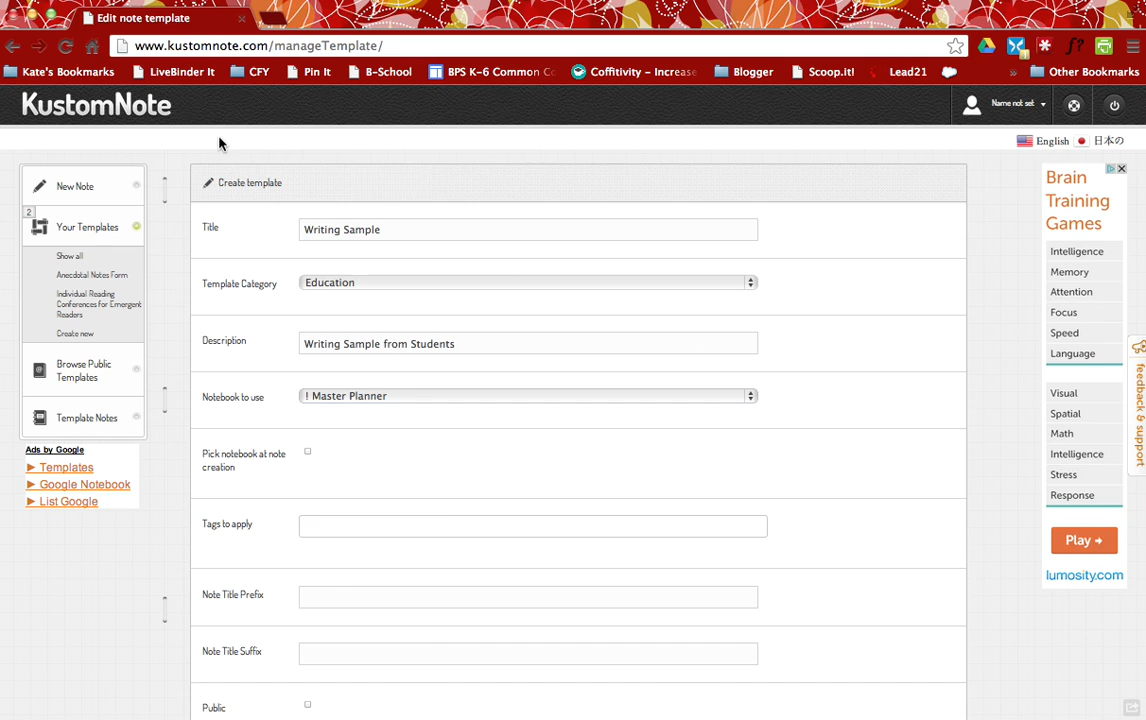 Edit note template
www.kustomnote.com/manageTemplate/
Kate's Bookmarks LiveBinder It CFY Pin It B-School BPS K-6 Common Co Coffitivity – Increase Blogger Scoop.it! Lead21 » Other Bookmarks
KustomNote
Name not set
English 日本の
New Note
2
Your Templates
Show all
Anecdotal Notes Form
Individual Reading
Conferences for Emergent
Readers
Create new
Browse Public
Templates
Template Notes
Ads by Google
Templates
Google Notebook
List Google
Create template
Title Writing Sample
Template Category Education
Description Writing Sample from Students
Notebook to use ! Master Planner
Pick notebook at note
creation
Tags to apply
Note Title Prefix
Note Title Suffix
Public
Brain
Training
Games
Intelligence
Memory
Attention
Focus
Speed
Language
Visual
Spatial
Math
Intelligence
Stress
Response
Play
lumosity.com
feedback & support